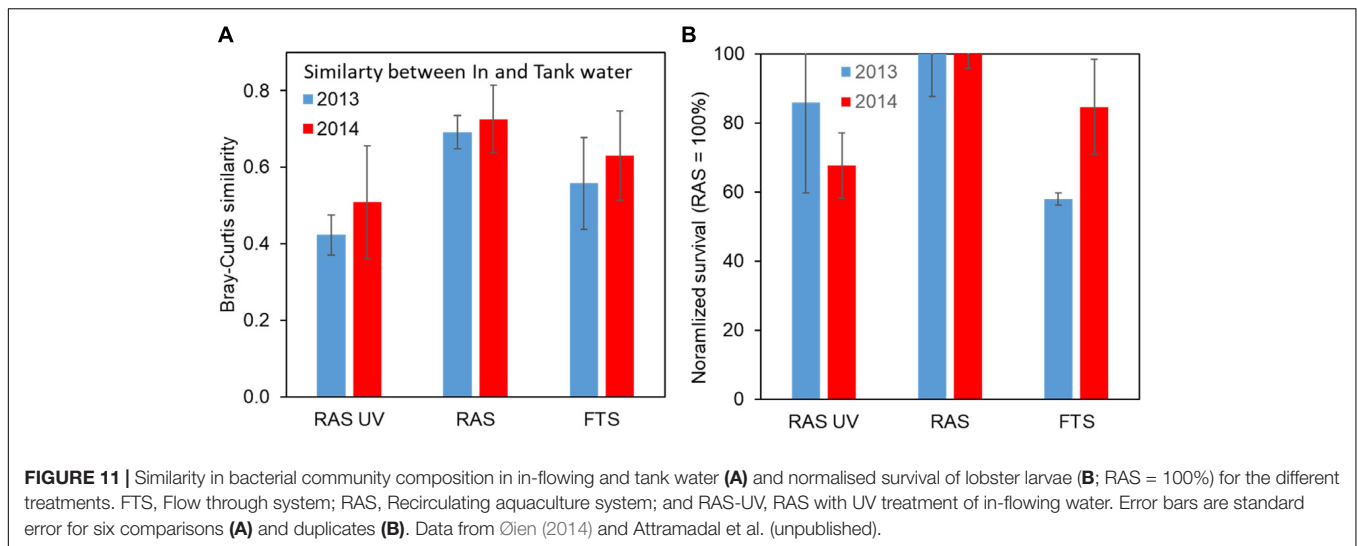 A
Similarty between In and Tank water
2013
2014
Bray-Curtis similarity
0.8
0.6
0.4
0.2
0.0
RAS UV RAS FTS
B
2013
2014
Noramlized survival (RAS = 100%)
100
80
60
40
20
0
RAS UV RAS FTS
FIGURE 11 | Similarity in bacterial community composition in in-flowing and tank water (A) and normalised survival of lobster larvae (B; RAS = 100%) for the different
treatments. FTS, Flow through system; RAS, Recirculating aquaculture system; and RAS-UV, RAS with UV treatment of in-flowing water. Error bars are standard
error for six comparisons (A) and duplicates (B). Data from Øien (2014) and Attramadal et al. (unpublished).